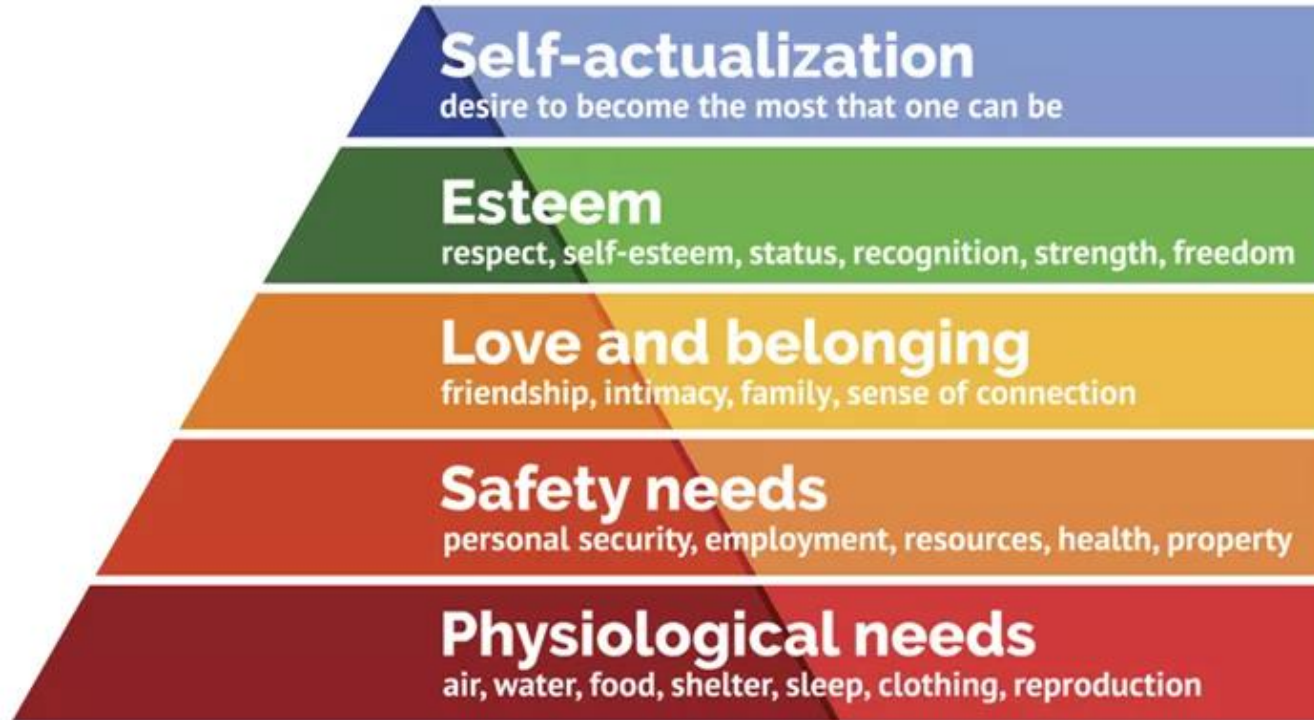 Self-actualization
desire to become the most that one can be
Esteem
respect, self-esteem, status, recognition, strength, freedom
Love and belonging
friendship, intimacy, family, sense of connection
Safety needs
personal security, employment, resources, health, property
Physiological needs
air, water, food, shelter, sleep, clothing, reproduction